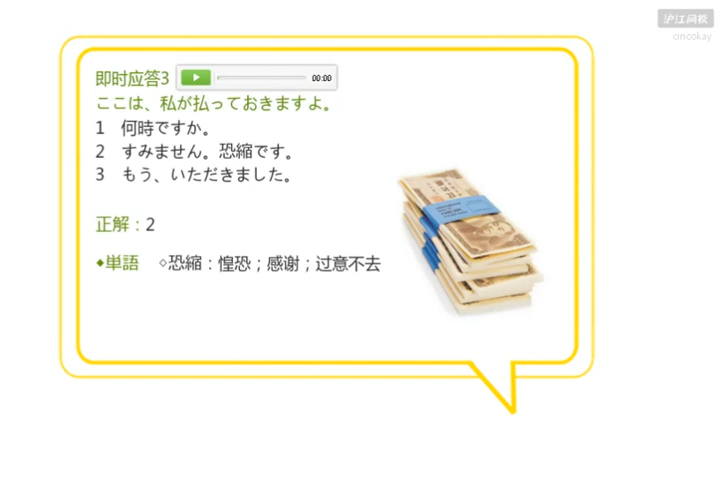 沪江网校
cincokay
即时应答3
00:00
ここは、私が払っておきますよ。
1 何時ですか。
2 すみません。恐縮です。
3 もう、いただきました。
正解：2
◆単語 ◇恐縮：惶恐；感谢；过意不去